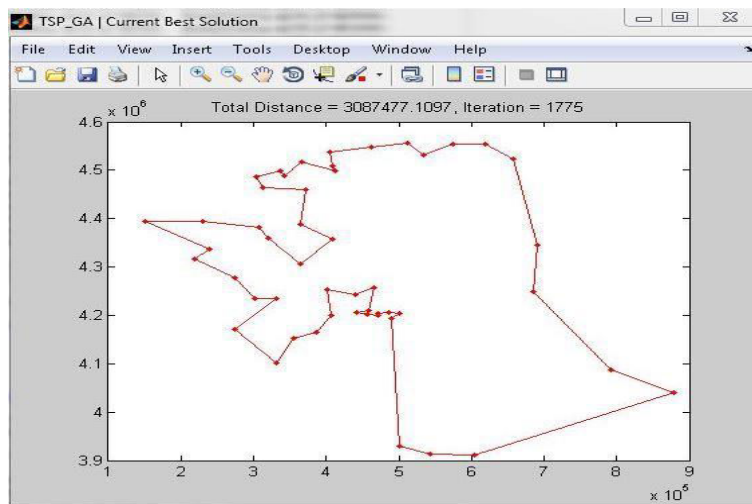 TSP_GA | Current Best Solution
File Edit View Insert Tools Desktop Window Help
x 10^6
Total Distance = 3087477.1097, Iteration = 1775
4.6
4.5
4.4
4.3
4.2
4.1
4
3.9
1 2 3 4 5 6 7 8 9
x 10^5